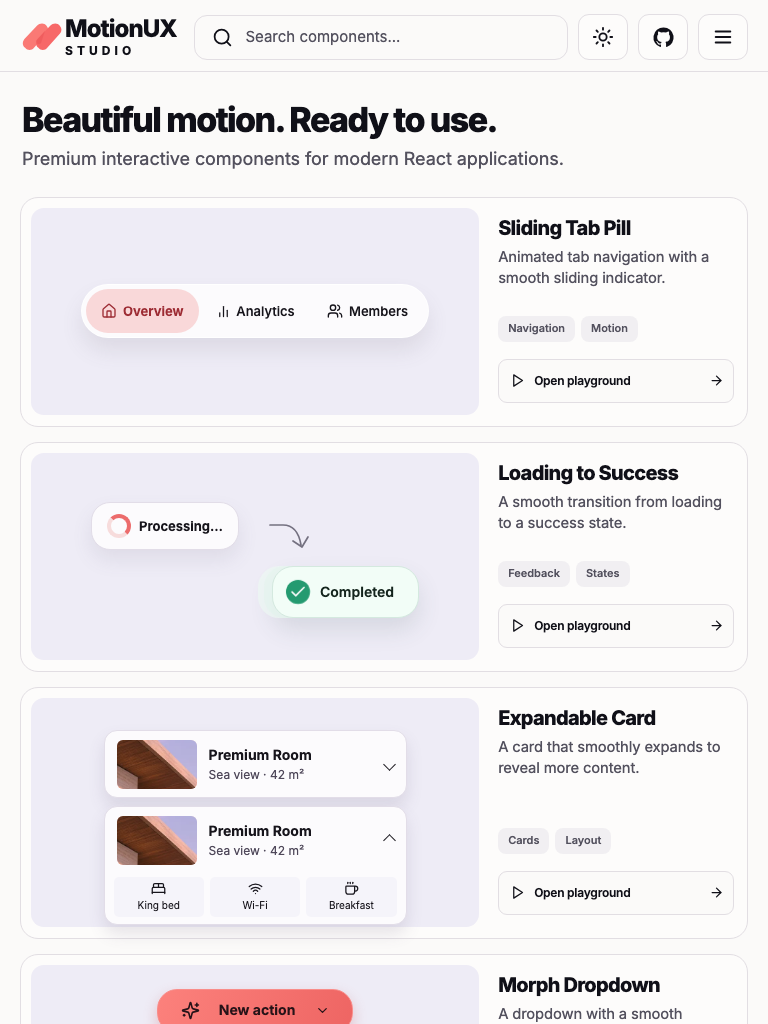 MotionUX
STUDIO
Search components...
Beautiful motion. Ready to use.
Premium interactive components for modern React applications.
Overview
Analytics
Members
Sliding Tab Pill
Animated tab navigation with a
smooth sliding indicator.
Navigation
Motion
Open playground
Processing...
Completed
Loading to Success
A smooth transition from loading
to a success state.
Feedback
States
Open playground
Premium Room
Sea view · 42 m²
Premium Room
Sea view · 42 m²
King bed
Wi-Fi
Breakfast
Expandable Card
A card that smoothly expands to
reveal more content.
Cards
Layout
Open playground
New action
Morph Dropdown
A dropdown with a smooth